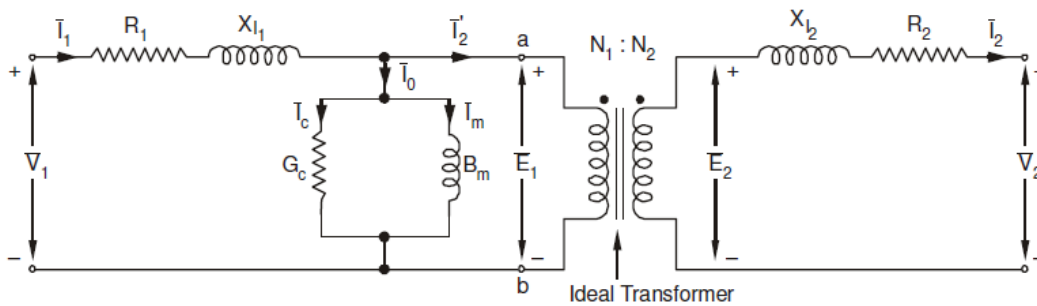 Ī₁ R₁ Xl₁ Ī'₂ a N₁ : N₂ Xl₂ R₂ Ī₂
+ Ī₀ + + +
Īc Īm
V̄₁ Gc Bm Ē₁ Ē₂ V̄₂
– – – –
b
Ideal Transformer